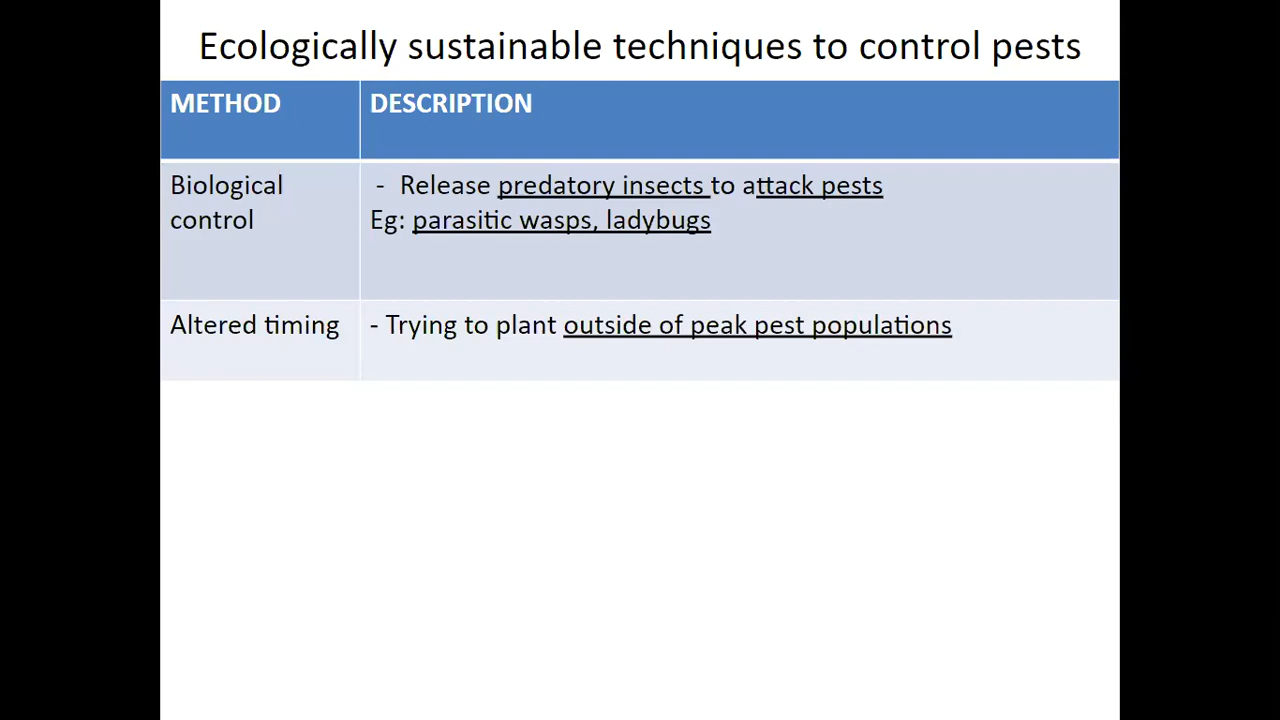 Ecologically sustainable techniques to control pests
METHOD
DESCRIPTION
Biological
control
- Release predatory insects to attack pests
Eg: parasitic wasps, ladybugs
Altered timing
- Trying to plant outside of peak pest populations